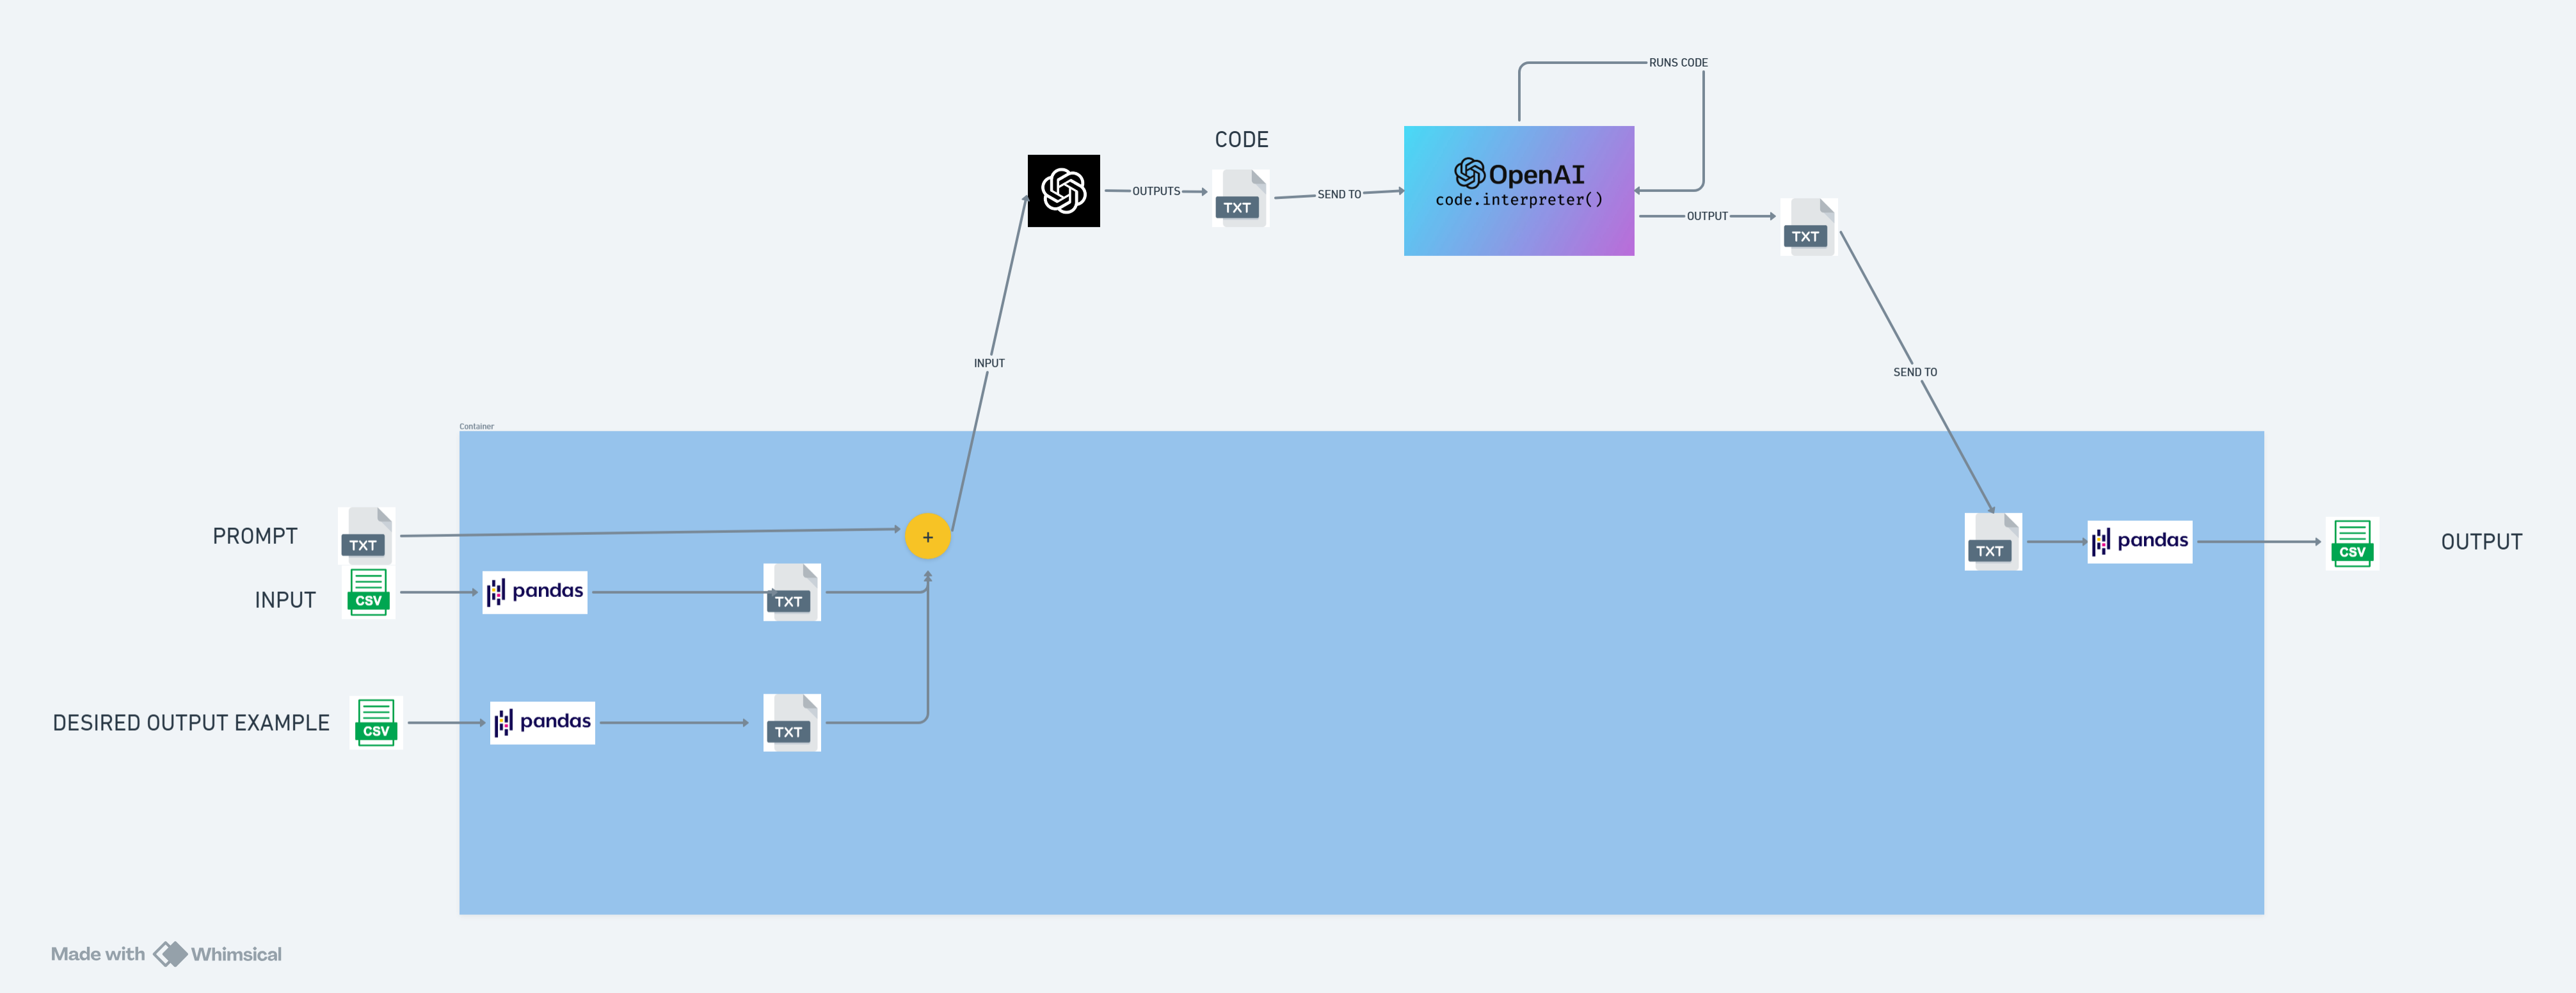 RUNS CODE
CODE
OpenAI
code.interpreter()
OUTPUTS
TXT
SEND TO
OUTPUT
TXT
INPUT
SEND TO
Container
PROMPT
TXT
+
INPUT
CSV
pandas
TXT
TXT
pandas
CSV
OUTPUT
DESIRED OUTPUT EXAMPLE
CSV
pandas
TXT
Made with Whimsical